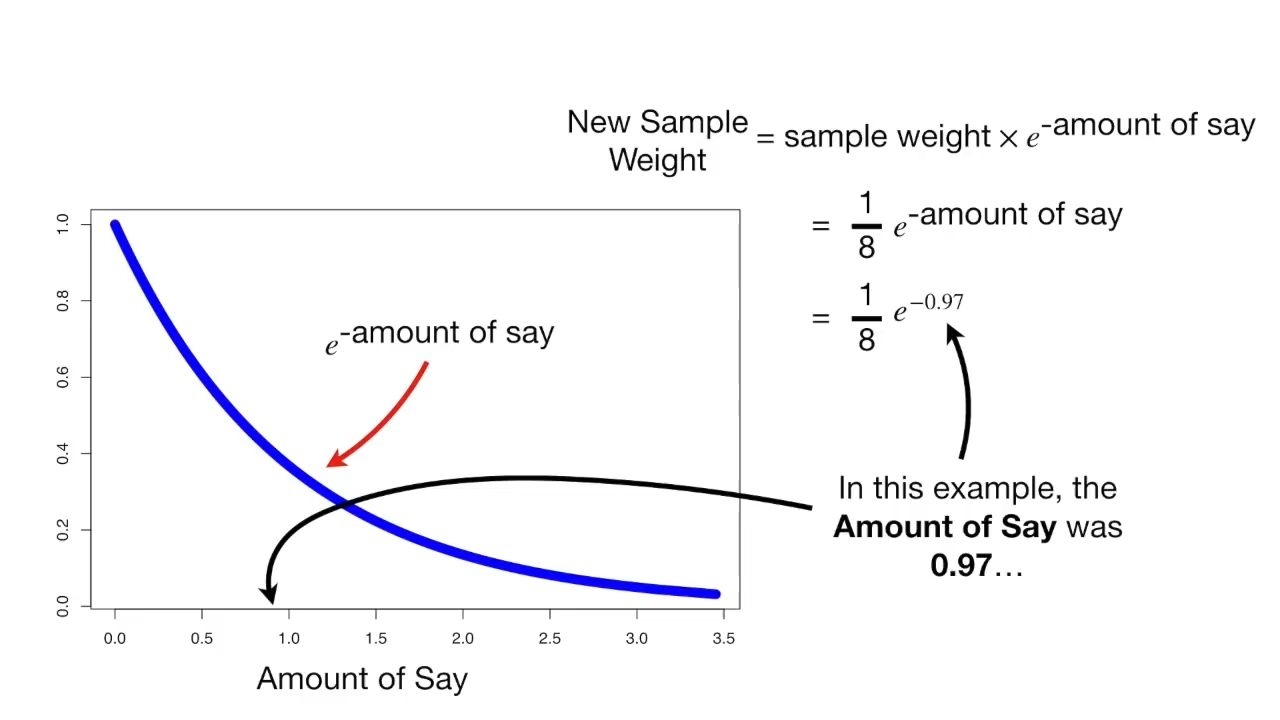 New Sample
Weight
= sample weight × e^-amount of say
= 1/8 e^-amount of say
= 1/8 e^−0.97
e^-amount of say
1.0
0.8
0.6
0.4
0.2
0.0
0.0 0.5 1.0 1.5 2.0 2.5 3.0 3.5
Amount of Say
In this example, the
Amount of Say was
0.97…